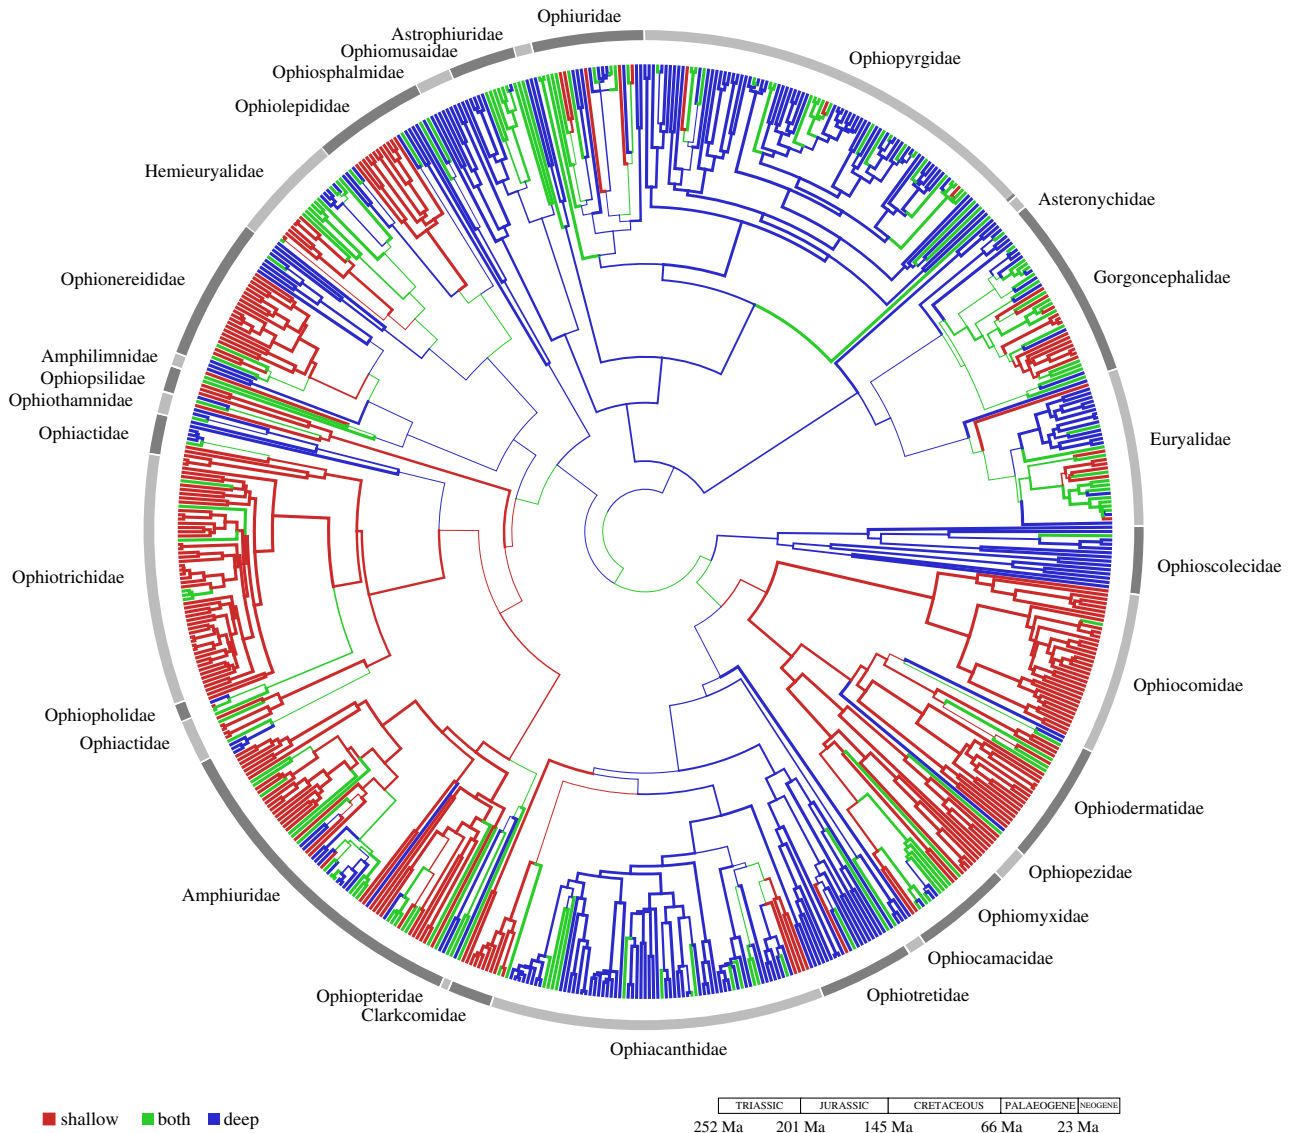 Ophiuridae
Astrophiuridae
Ophiomusaidae
Ophiosphalmidae
Ophiolepididae
Hemieuryalidae
Ophionereididae
Amphilimnidae
Ophiopsilidae
Ophiothamnidae
Ophiactidae
Ophiotrichidae
Ophiopholidae
Ophiactidae
Amphiuridae
Ophiopteridae
Clarkcomidae
Ophiacanthidae
Ophiopyrgidae
Asteronychidae
Gorgoncephalidae
Euryalidae
Ophioscolecidae
Ophiocomidae
Ophiodermatidae
Ophiopezidae
Ophiomyxidae
Ophiocamacidae
Ophiotretidae
shallow both deep
TRIASSIC JURASSIC CRETACEOUS PALAEOGENE NEOGENE
252 Ma 201 Ma 145 Ma 66 Ma 23 Ma